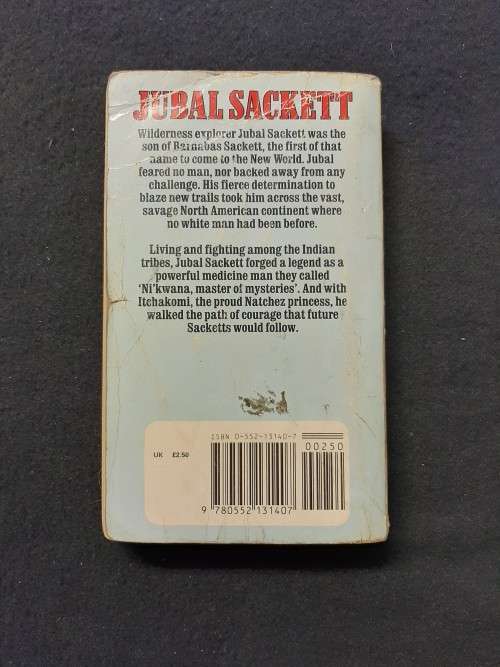 JUBAL SACKETT
Wilderness explorer Jubal Sackett was the
son of Barnabas Sackett, the first of that
name to come to the New World. Jubal
feared no man, nor backed away from any
challenge. His fierce determination to
blaze new trails took him across the vast,
savage North American continent where
no white man had been before.
Living and fighting among the Indian
tribes, Jubal Sackett forged a legend as a
powerful medicine man they called
‘Ni’kwana, master of mysteries’. And with
Itchakomi, the proud Natchez princess, he
walked the path of courage that future
Sacketts would follow.
ISBN 0-552-13140-7
00250
UK £2.50
9 780552 131407